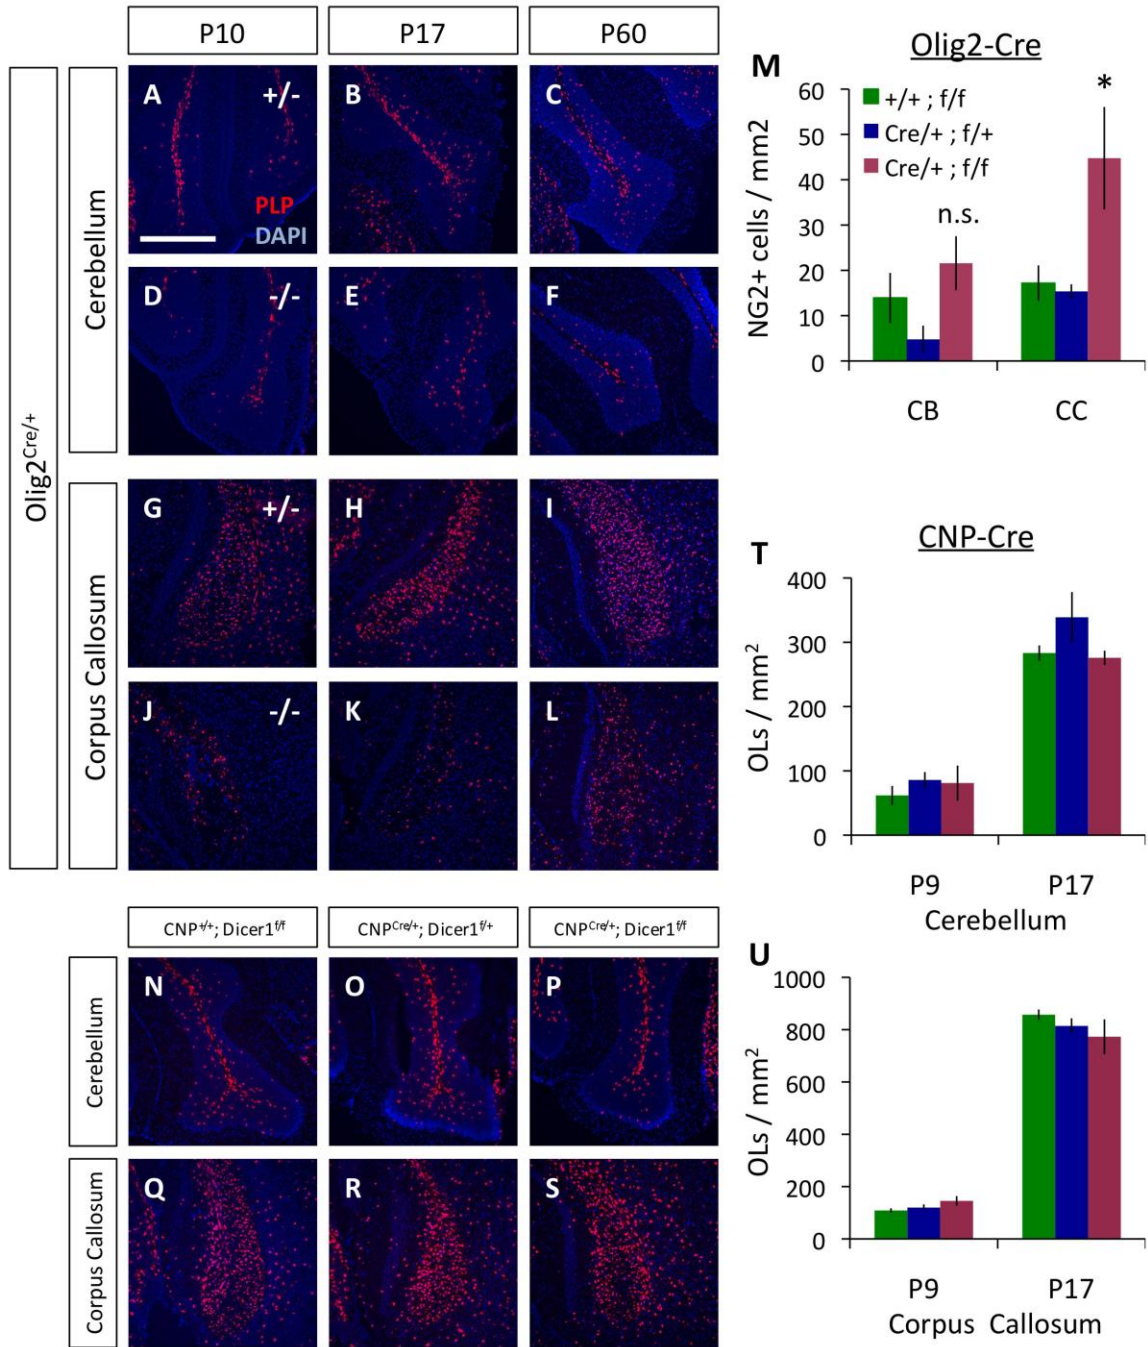 P10 P17 P60
Olig2Cre/+
Cerebellum
A +/- B C
PLP
DAPI
D -/- E F
Corpus Callosum
G +/- H I
J -/- K L
CNP+/+; Dicer1f/f CNPCre/+; Dicer1f/+ CNPCre/+; Dicer1f/f
Cerebellum
N O P
Corpus Callosum
Q R S
M Olig2-Cre
NG2+ cells / mm2
60
50
40
30
20
10
0
+/+ ; f/f
Cre/+ ; f/+
Cre/+ ; f/f
n.s.
*
CB CC
T CNP-Cre
OLs / mm2
400
300
200
100
0
P9 P17
Cerebellum
U
OLs / mm2
1000
800
600
400
200
0
P9 P17
Corpus Callosum